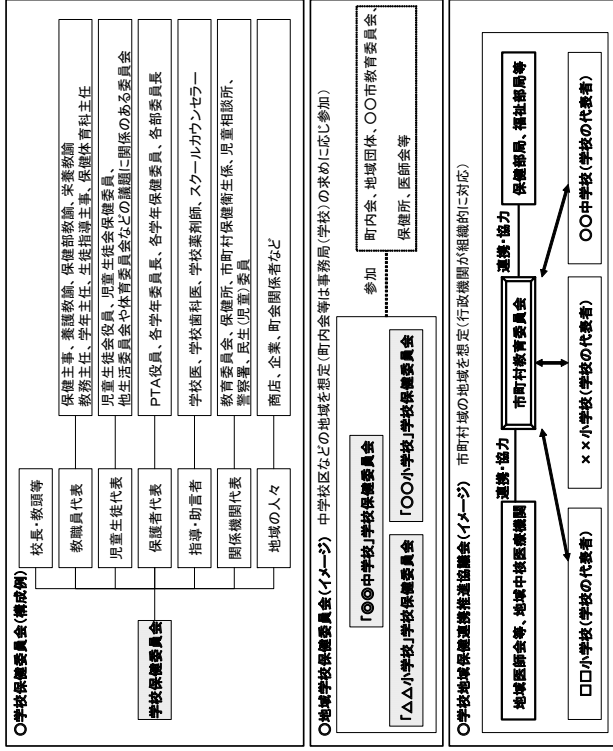 ○学校保健委員会(構成例)
学校保健委員会
校長・教頭等
教職員代表
保健主事、養護教諭、保健部教諭、栄養教諭
教務主任、学年主任、生徒指導主事、保健体育科主任
児童生徒代表
児童生徒会役員、児童生徒会保健委員、
他生活委員会や体育委員会などの議題に関係のある委員会
保護者代表
PTA役員、各学年委員長、各学年保健委員、各部委員長
指導・助言者
学校医、学校歯科医、学校薬剤師、スクールカウンセラー
関係機関代表
教育委員会、保健所、市町村保健衛生係、児童相談所、
警察署、民生(児童)委員
地域の人々
商店、企業、町会関係者など
○地域学校保健委員会(イメージ) 中学校区などの地域を想定(町内会等は事務局(学校)の求めに応じ参加)
「◎◎中学校」学校保健委員会
「△△小学校」学校保健委員会
「○○小学校」学校保健委員会
参加
町内会、地域団体、○○市教育委員会、
保健所、医師会等
○学校地域保健連携推進協議会(イメージ) 市町村域の地域を想定(行政機関が組織的に対応)
地域医師会等、地域中核医療機関
連携・協力
市町村教育委員会
連携・協力
保健部局、福祉部局等
□□小学校(学校の代表者)
××小学校(学校の代表者)
○○中学校(学校の代表者)